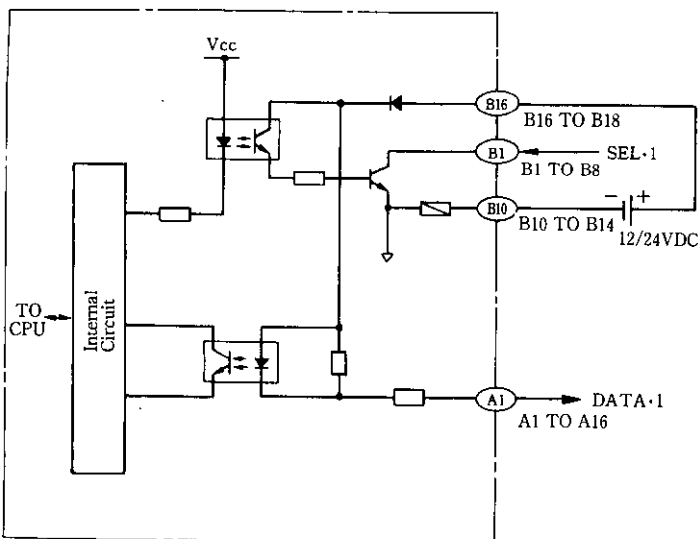 Vcc
B16
B16 TO B18
B1
SEL·1
B1 TO B8
B10
− +
B10 TO B14
12/24VDC
TO
CPU
Internal
Circuit
A1
DATA·1
A1 TO A16